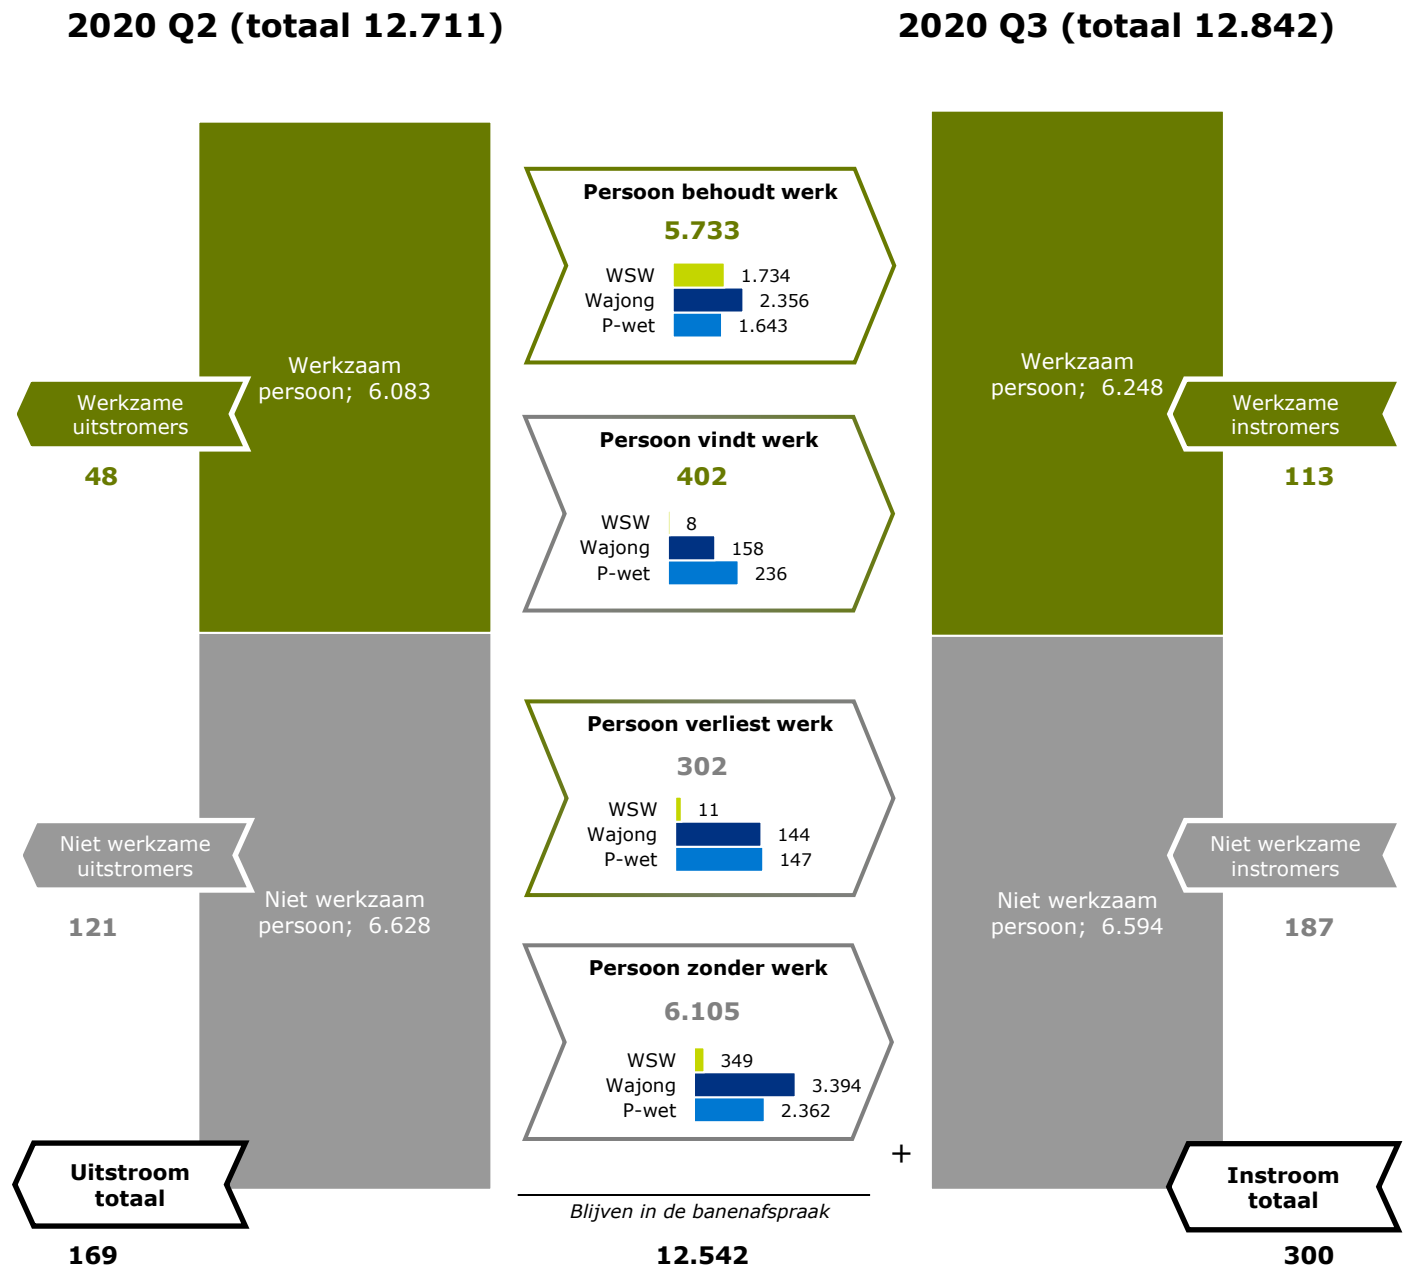 2020 Q2 (totaal 12.711)
2020 Q3 (totaal 12.842)
Werkzaam
persoon; 6.083
Werkzame
uitstromers
48
Niet werkzaam
persoon; 6.628
Niet werkzame
uitstromers
121
Uitstroom
totaal
169
Persoon behoudt werk
5.733
WSW 1.734
Wajong 2.356
P-wet 1.643
Persoon vindt werk
402
WSW 8
Wajong 158
P-wet 236
Persoon verliest werk
302
WSW 11
Wajong 144
P-wet 147
Persoon zonder werk
6.105
WSW 349
Wajong 3.394
P-wet 2.362
+
Blijven in de banenafspraak
12.542
Werkzaam
persoon; 6.248
Werkzame
instromers
113
Niet werkzaam
persoon; 6.594
Niet werkzame
instromers
187
Instroom
totaal
300